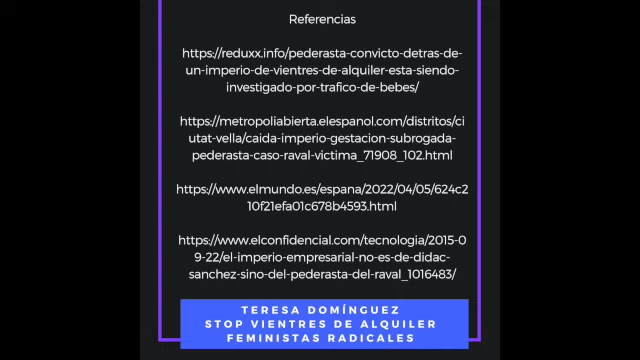 Referencias
https://reduxx.info/pederasta-convicto-detras-de-
un-imperio-de-vientres-de-alquiler-esta-siendo-
investigado-por-trafico-de-bebes/
https://metropoliabierta.elespanol.com/distritos/ci
utat-vella/caida-imperio-gestacion-subrogada-
pederasta-caso-raval-victima_71908_102.html
https://www.elmundo.es/espana/2022/04/05/624c2
10f21efa01c678b4593.html
https://www.elconfidencial.com/tecnologia/2015-0
9-22/el-imperio-empresarial-no-es-de-didac-
sanchez-sino-del-pederasta-del-raval_1016483/
TERESA DOMÍNGUEZ
STOP VIENTRES DE ALQUILER
FEMINISTAS RADICALES